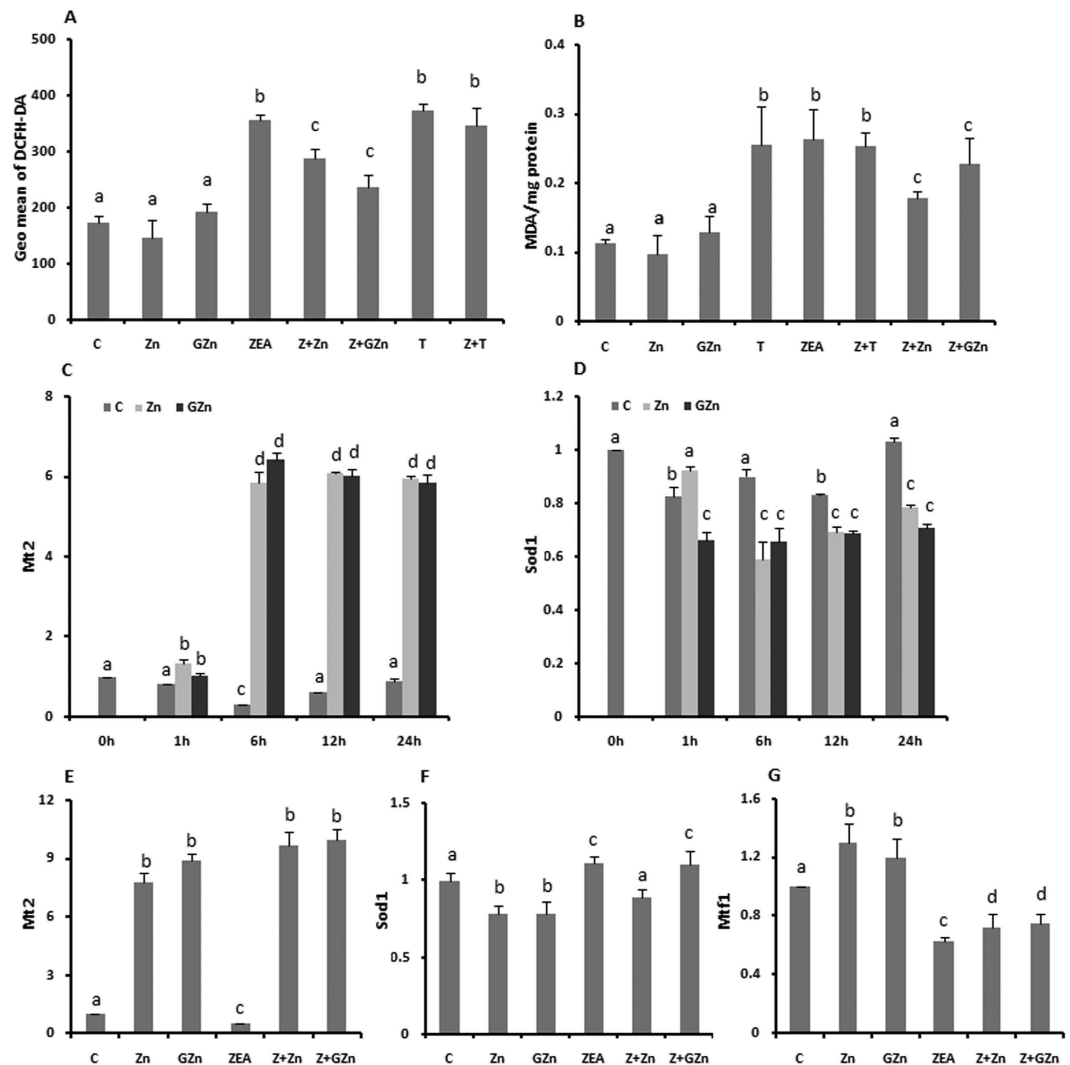 A
Geo mean of DCFH-DA
500
400
300
200
100
0
a a a b c c b b
C Zn GZn ZEA Z+Zn Z+GZn T Z+T
B
MDA/mg protein
0.4
0.3
0.2
0.1
0
a a a b b b c c
C Zn GZn T ZEA Z+T Z+Zn Z+GZn
C
Mt2
8
6
4
2
0
C Zn GZn
a a b b c d d a d d a d d
0h 1h 6h 12h 24h
D
Sod1
1.2
1
0.8
0.6
0.4
0.2
0
C Zn GZn
a b a c a c c b c c a c c
0h 1h 6h 12h 24h
E
Mt2
12
9
6
3
0
a b b c b b
C Zn GZn ZEA Z+Zn Z+GZn
F
Sod1
1.5
1
0.5
0
a b b c a c
C Zn GZn ZEA Z+Zn Z+GZn
G
Mtf1
1.6
1.2
0.8
0.4
0
a b b c d d
C Zn GZn ZEA Z+Zn Z+GZn